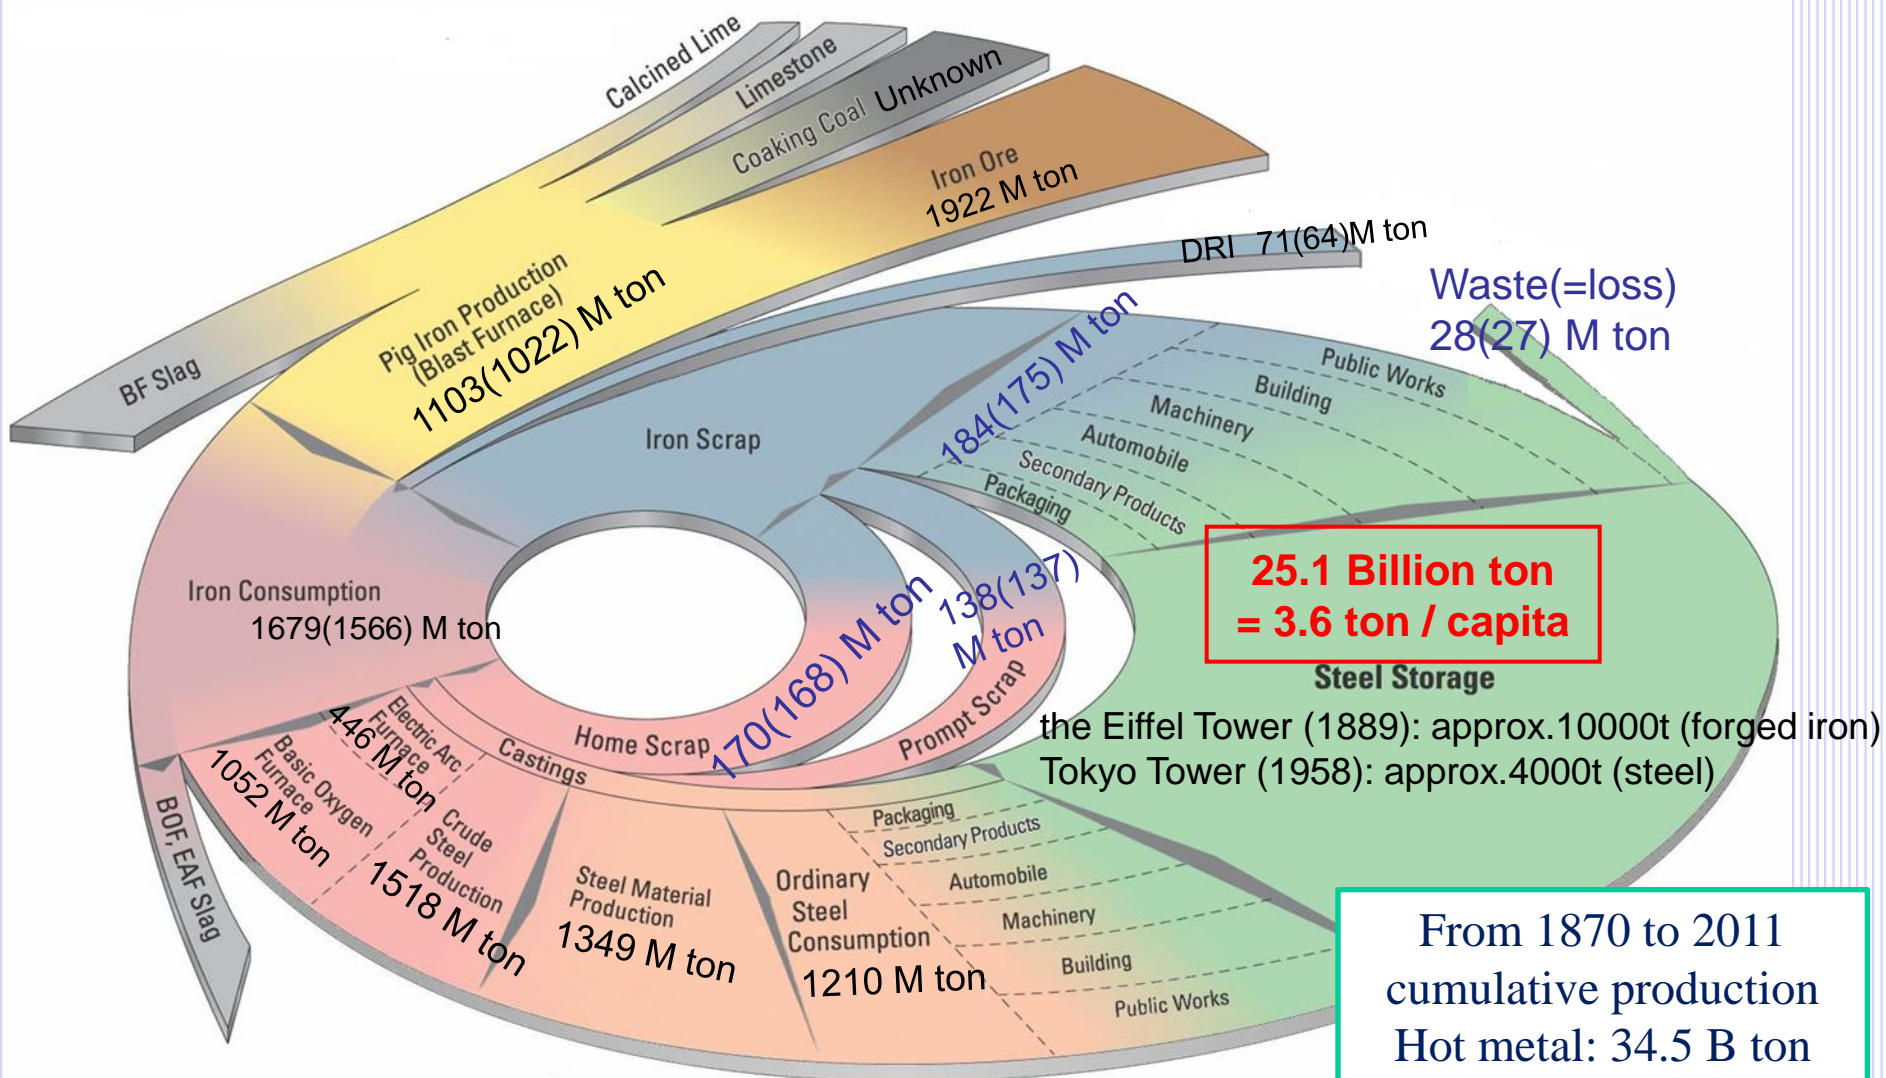 Calcined Lime
Limestone
Coaking Coal Unknown
Iron Ore
1922 M ton
DRI 71(64)M ton
Waste(=loss)
28(27) M ton
BF Slag
Pig Iron Production
(Blast Furnace)
1103(1022) M ton
Iron Scrap
184(175) M ton
Public Works
Building
Machinery
Automobile
Secondary Products
Packaging
25.1 Billion ton
= 3.6 ton / capita
Steel Storage
the Eiffel Tower (1889): approx.10000t (forged iron)
Tokyo Tower (1958): approx.4000t (steel)
Iron Consumption
1679(1566) M ton
Home Scrap
170(168) M ton
Prompt Scrap
138(137)
M ton
Castings
Electric Arc
Furnace
446 M ton
Basic Oxygen
Furnace
1052 M ton
BOF, EAF Slag
Crude
Steel
Production
1518 M ton
Steel Material
Production
1349 M ton
Ordinary
Steel
Consumption
1210 M ton
Packaging
Secondary Products
Automobile
Machinery
Building
Public Works
From 1870 to 2011
cumulative production
Hot metal: 34.5 B ton